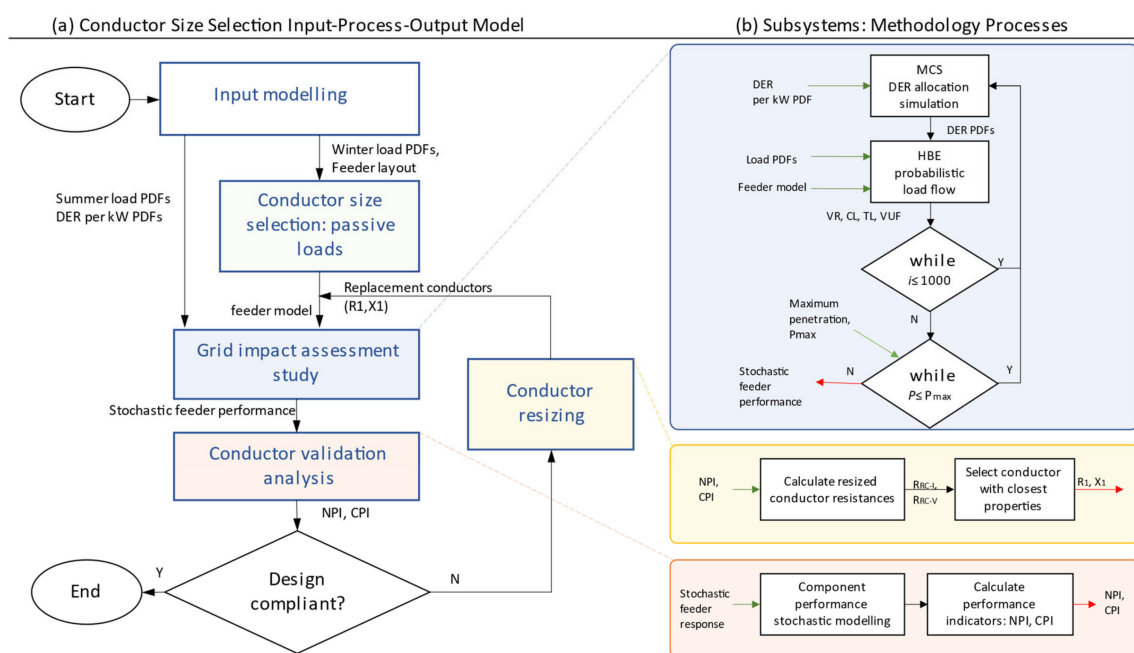 (a) Conductor Size Selection Input-Process-Output Model
Start
Input modelling
Winter load PDFs,
Feeder layout
Summer load PDFs
DER per kW PDFs
Conductor size
selection: passive
loads
Replacement conductors
(R1,X1)
feeder model
Grid impact assessment
study
Stochastic feeder performance
Conductor
resizing
Conductor validation
analysis
NPI, CPI
Design
compliant?
Y
N
End
(b) Subsystems: Methodology Processes
MCS
DER allocation
simulation
DER
per kW PDF
DER PDFs
HBE
probabilistic
load flow
Load PDFs
Feeder model
VR, CL, TL, VUF
while
i≤ 1000
Y
N
Maximum
penetration,
Pmax
while
P≤ Pmax
Y
N
Stochastic
feeder
performance
NPI,
CPI
Calculate resized
conductor resistances
RRC-I,
RRC-V
Select conductor
with closest
properties
R1, X1
Stochastic
feeder
response
Component
performance
stochastic modelling
Calculate
performance
indicators: NPI, CPI
NPI,
CPI